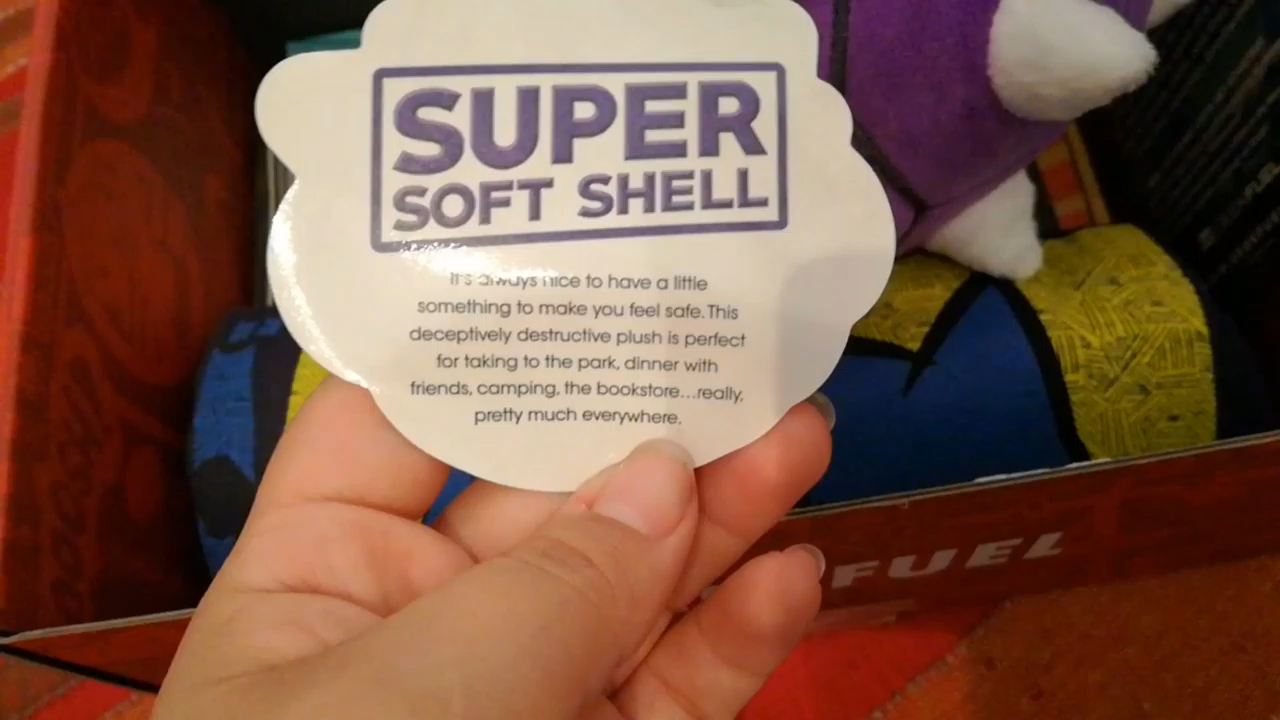 SUPER
SOFT SHELL
It's always nice to have a little
something to make you feel safe. This
deceptively destructive plush is perfect
for taking to the park, dinner with
friends, camping, the bookstore...really,
pretty much everywhere.
FUEL